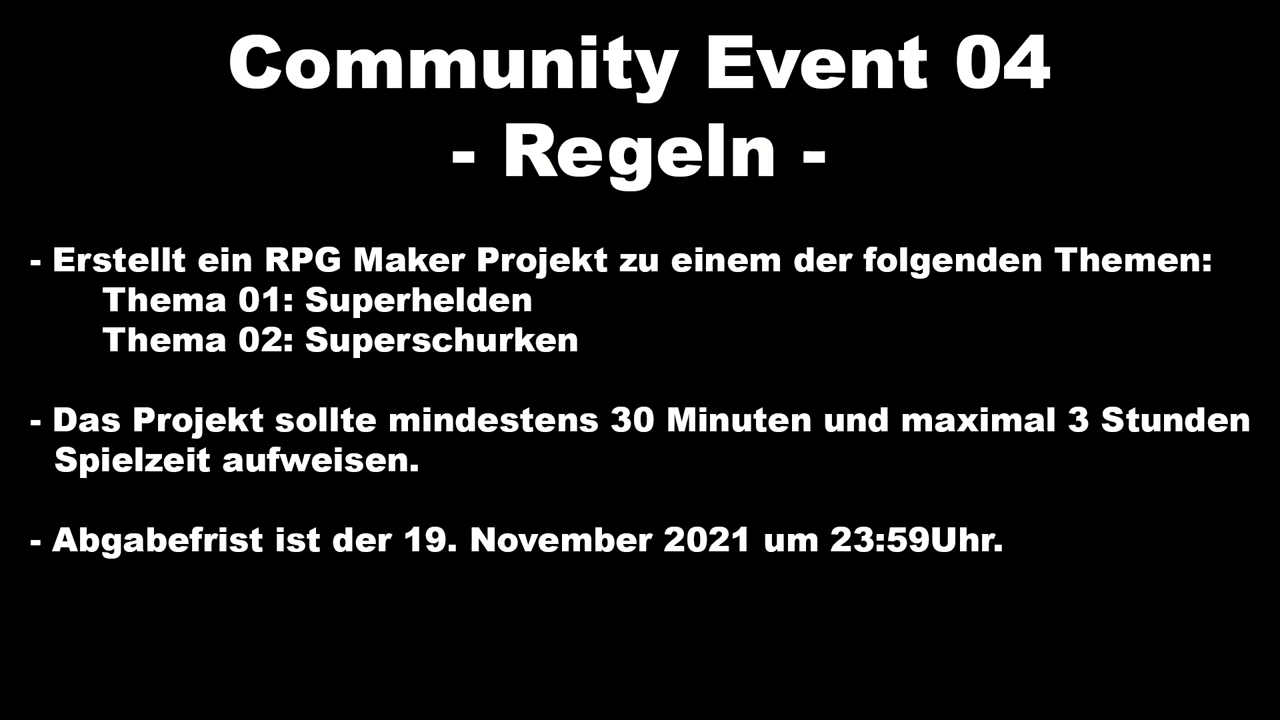 Community Event 04
- Regeln -
- Erstellt ein RPG Maker Projekt zu einem der folgenden Themen:
Thema 01: Superhelden
Thema 02: Superschurken
- Das Projekt sollte mindestens 30 Minuten und maximal 3 Stunden
Spielzeit aufweisen.
- Abgabefrist ist der 19. November 2021 um 23:59Uhr.